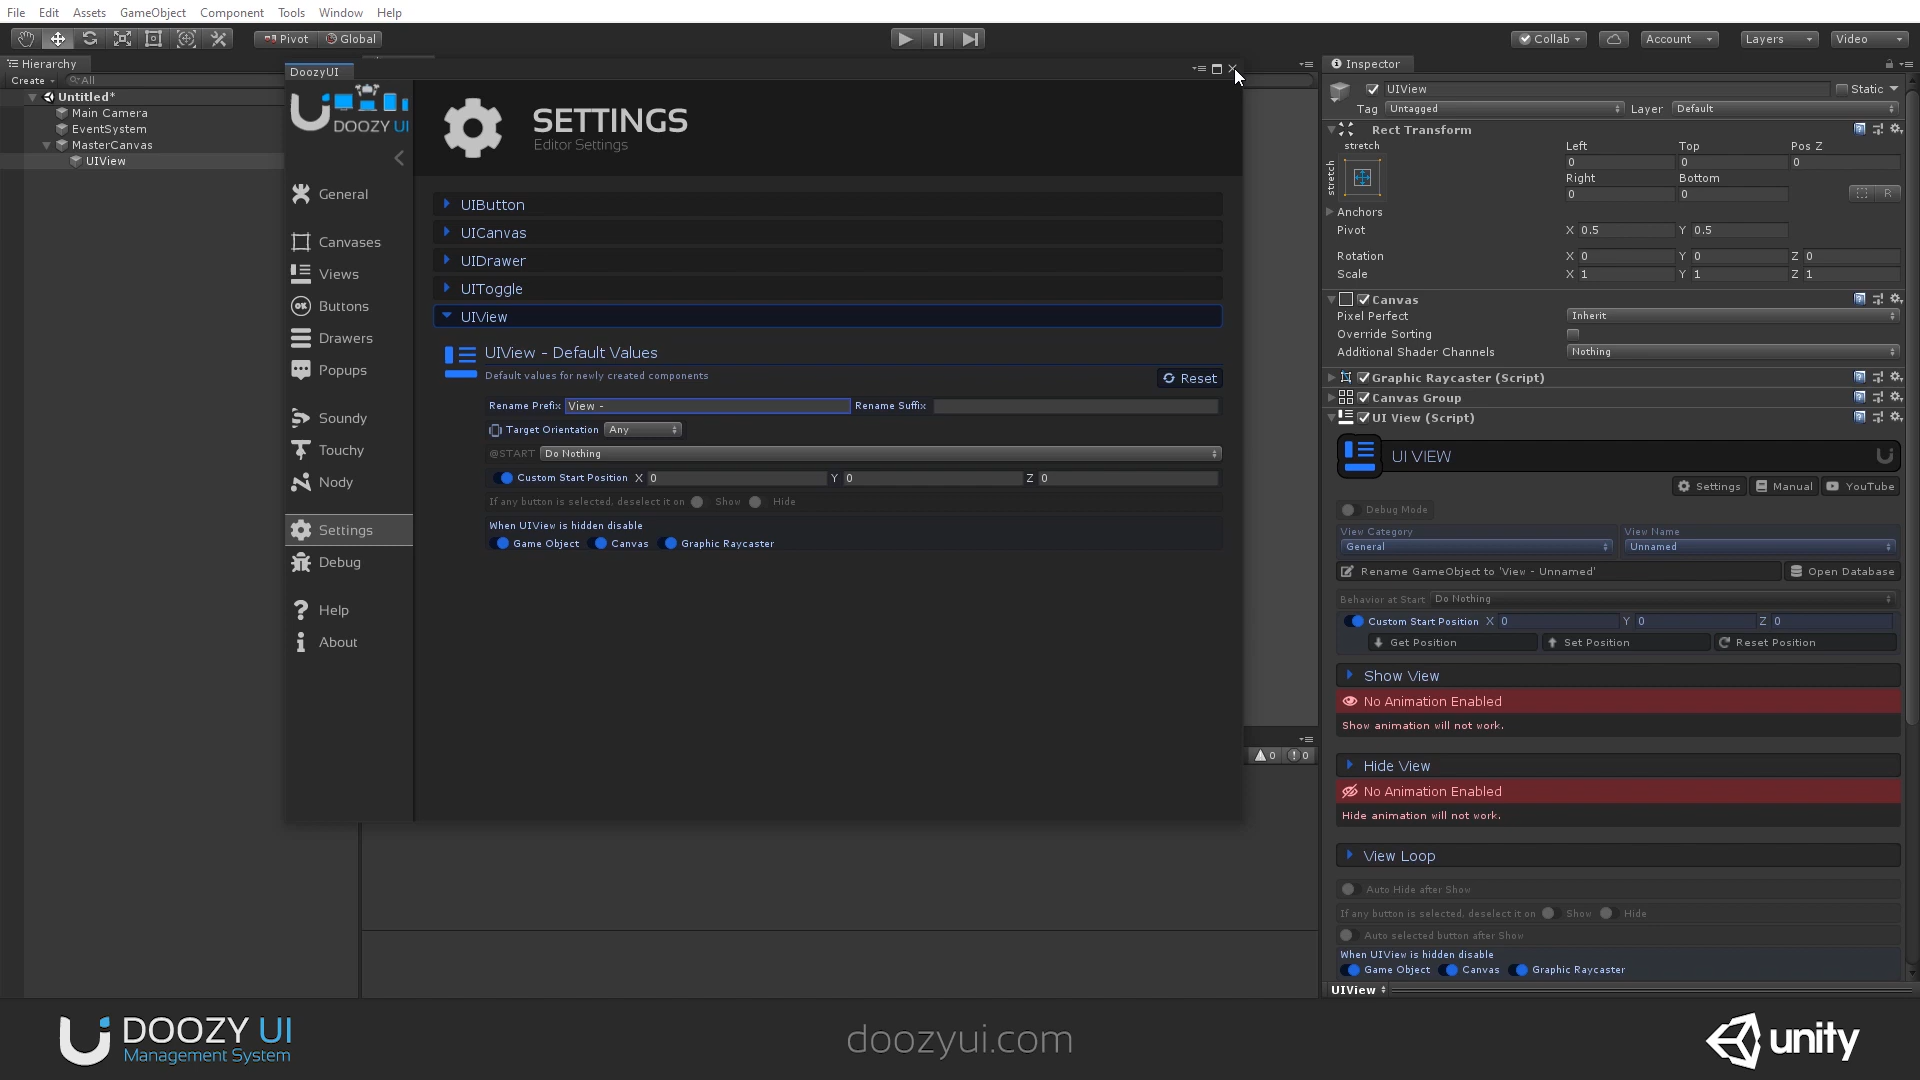 File Edit Assets GameObject Component Tools Window Help
Pivot Global Collab Account Layers Video
Hierarchy
Create All
Untitled*
Main Camera
EventSystem
MasterCanvas
UIView
DoozyUI
DOOZY UI
General
Canvases
Views
Buttons
Drawers
Popups
Soundy
Touchy
Nody
Settings
Debug
Help
About
SETTINGS
Editor Settings
UIButton
UICanvas
UIDrawer
UIToggle
UIView
UIView - Default Values
Default values for newly created components
Reset
Rename Prefix View - Rename Suffix
Target Orientation Any
@START Do Nothing
Custom Start Position X 0 Y 0 Z 0
If any button is selected, deselect it on Show Hide
When UIView is hidden disable
Game Object Canvas Graphic Raycaster
0 0
Inspector
UIView Static
Tag Untagged Layer Default
Rect Transform
stretch
stretch
Left Top Pos Z
0 0 0
Right Bottom
0 0 R
Anchors
Pivot X 0.5 Y 0.5
Rotation X 0 Y 0 Z 0
Scale X 1 Y 1 Z 1
Canvas
Pixel Perfect Inherit
Override Sorting
Additional Shader Channels Nothing
Graphic Raycaster (Script)
Canvas Group
UI View (Script)
UI VIEW
Settings Manual YouTube
Debug Mode
View Category View Name
General Unnamed
Rename GameObject to 'View - Unnamed' Open Database
Behavior at Start Do Nothing
Custom Start Position X 0 Y 0 Z 0
Get Position Set Position Reset Position
Show View
No Animation Enabled
Show animation will not work.
Hide View
No Animation Enabled
Hide animation will not work.
View Loop
Auto Hide after Show
If any button is selected, deselect it on Show Hide
Auto selected button after Show
When UIView is hidden disable
Game Object Canvas Graphic Raycaster
UIView
DOOZY UI
Management System
doozyui.com
unity